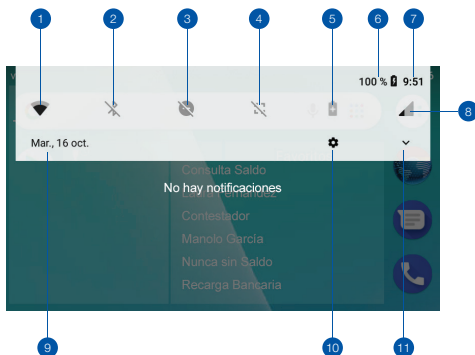 1 2 3 4 5 6 7
100 % 9:51
8
Mar., 16 oct.
Consulta Saldo
No hay notificaciones
Contestador
Manolo García
Nunca sin Saldo
Recarga Bancaria
9 10 11